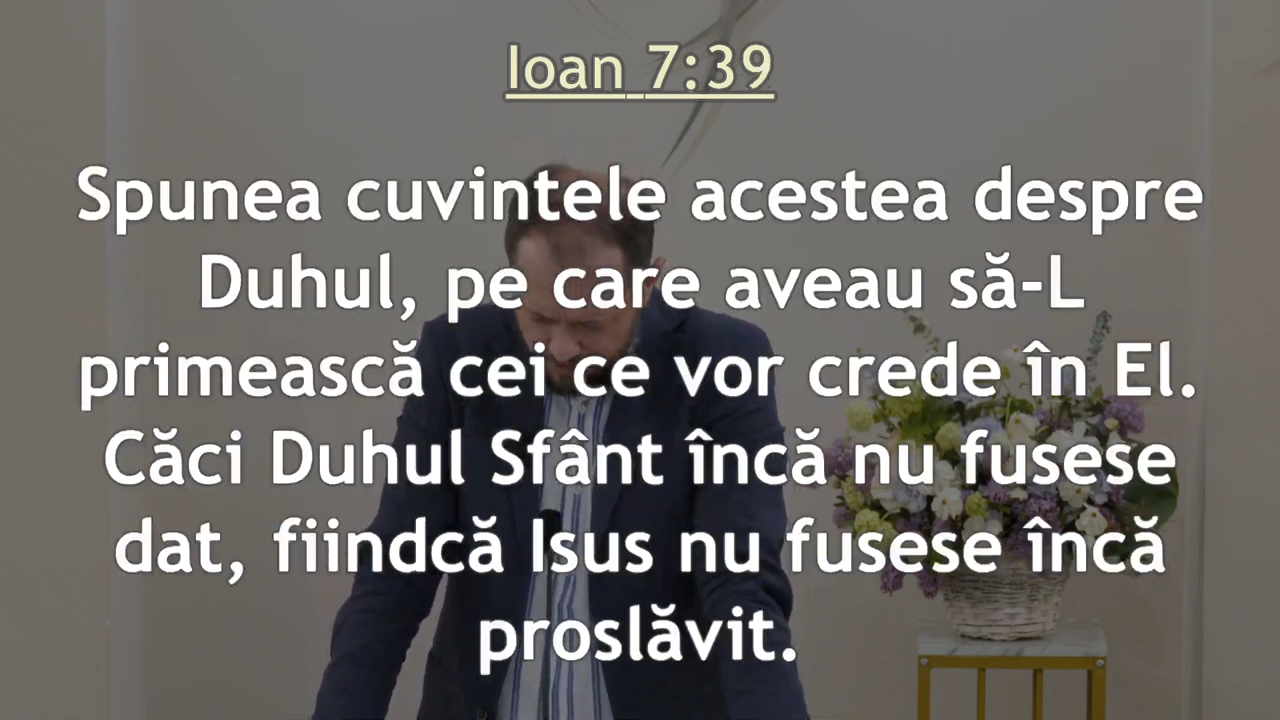 Ioan 7:39
Spunea cuvintele acestea despre
Duhul, pe care aveau să-L
primească cei ce vor crede în El.
Căci Duhul Sfânt încă nu fusese
dat, fiindcă Isus nu fusese încă
proslăvit.